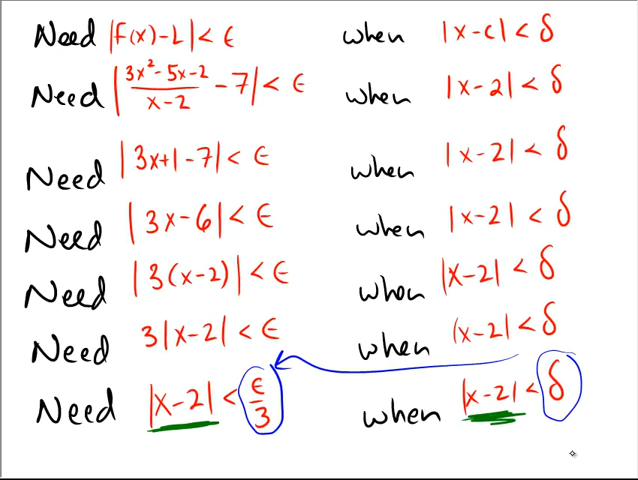 Need |f(x)-L| < ε when |x-c| < δ
Need |3x²-5x-2/x-2 - 7| < ε when |x-2| < δ
Need |3x+1-7| < ε when |x-2| < δ
Need |3x-6| < ε when |x-2| < δ
Need |3(x-2)| < ε when |x-2| < δ
Need 3|x-2| < ε when |x-2| < δ
Need |x-2| < ε/3 when |x-2| < δ